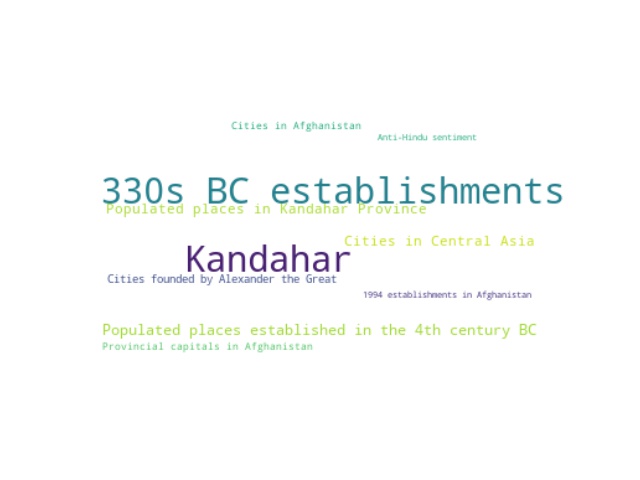 Cities in Afghanistan
Anti-Hindu sentiment
330s BC establishments
Populated places in Kandahar Province
Cities in Central Asia
Kandahar
Cities founded by Alexander the Great
1994 establishments in Afghanistan
Populated places established in the 4th century BC
Provincial capitals in Afghanistan